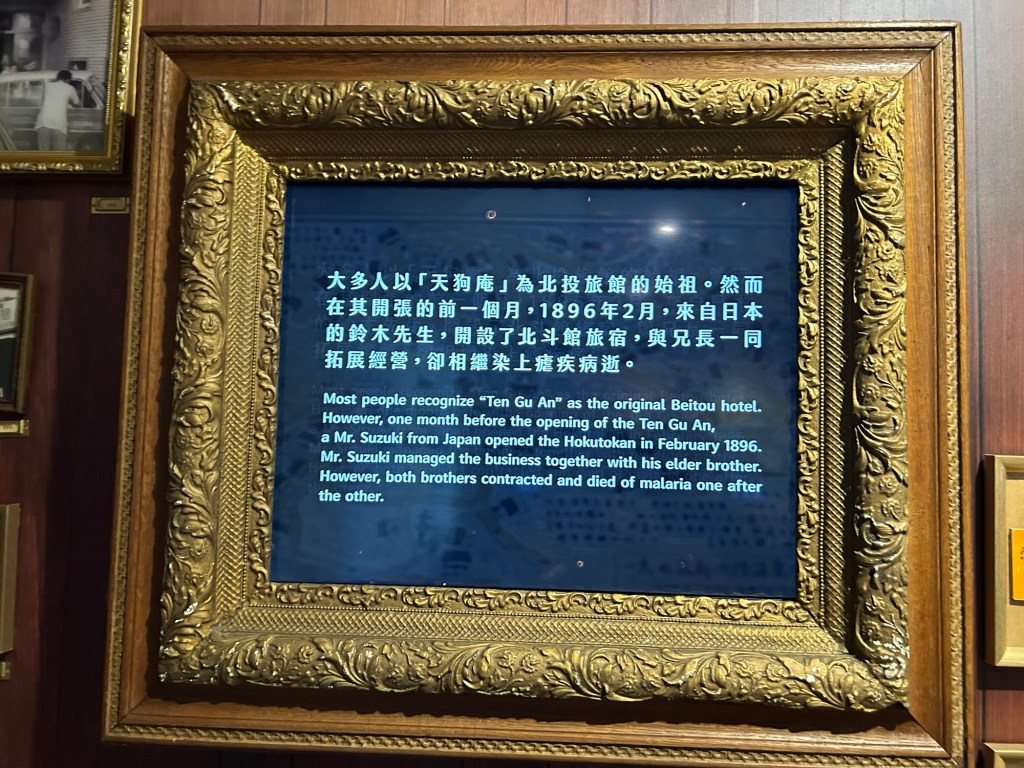 大多人以「天狗庵」為北投旅館的始祖。然而
在其開張的前一個月，1896年2月，來自日本
的鈴木先生，開設了北斗館旅宿，與兄長一同
拓展經營，卻相繼染上瘧疾病逝。
Most people recognize “Ten Gu An” as the original Beitou hotel.
However, one month before the opening of the Ten Gu An,
a Mr. Suzuki from Japan opened the Hokutokan in February 1896.
Mr. Suzuki managed the business together with his elder brother.
However, both brothers contracted and died of malaria one after
the other.